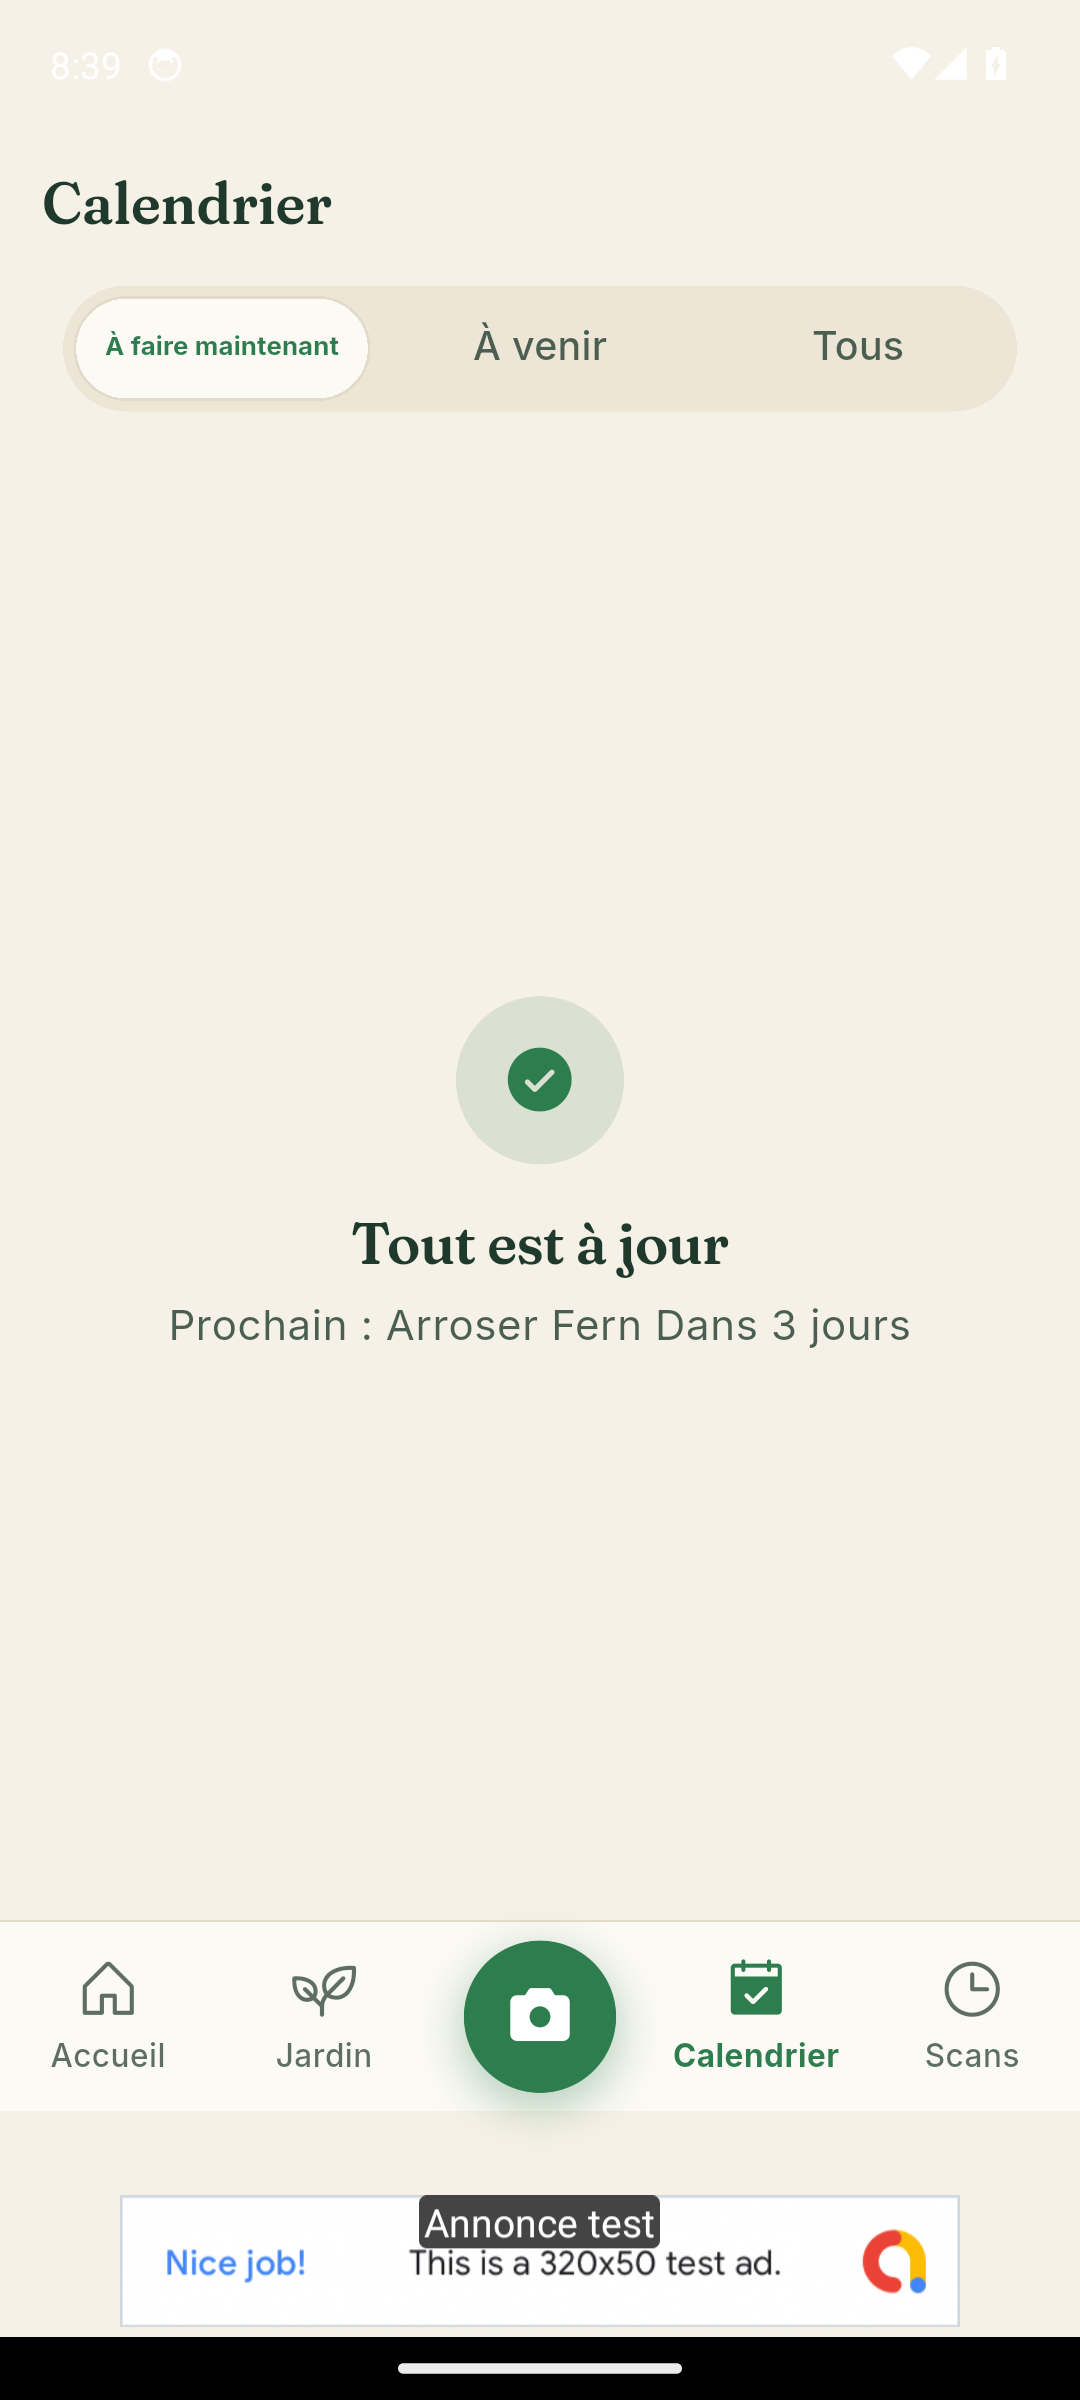 8:39
Calendrier
À faire maintenant
À venir
Tous
Tout est à jour
Prochain : Arroser Fern Dans 3 jours
Accueil
Jardin
Calendrier
Scans
Annonce test
Nice job!
This is a 320x50 test ad.